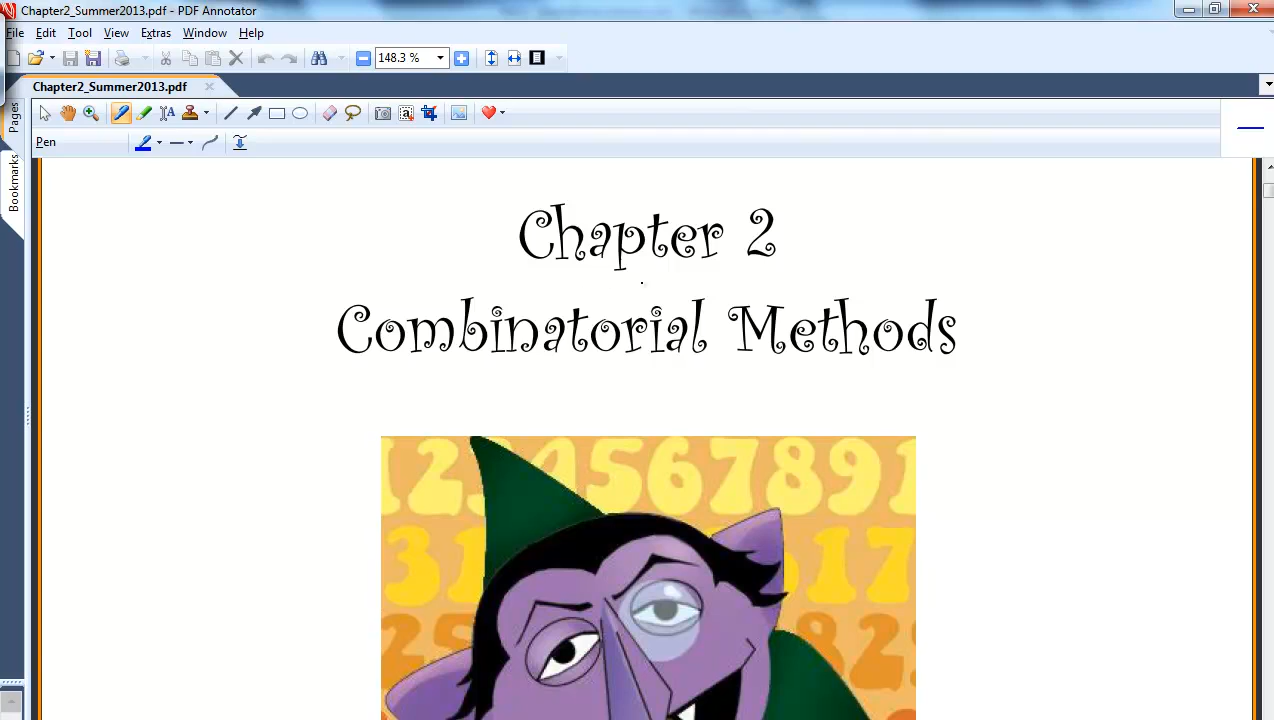 Chapter2_Summer2013.pdf - PDF Annotator
File Edit Tool View Extras Window Help
148.3 %
Chapter2_Summer2013.pdf
Pages
Pen
Bookmarks
Chapter 2
Combinatorial Methods